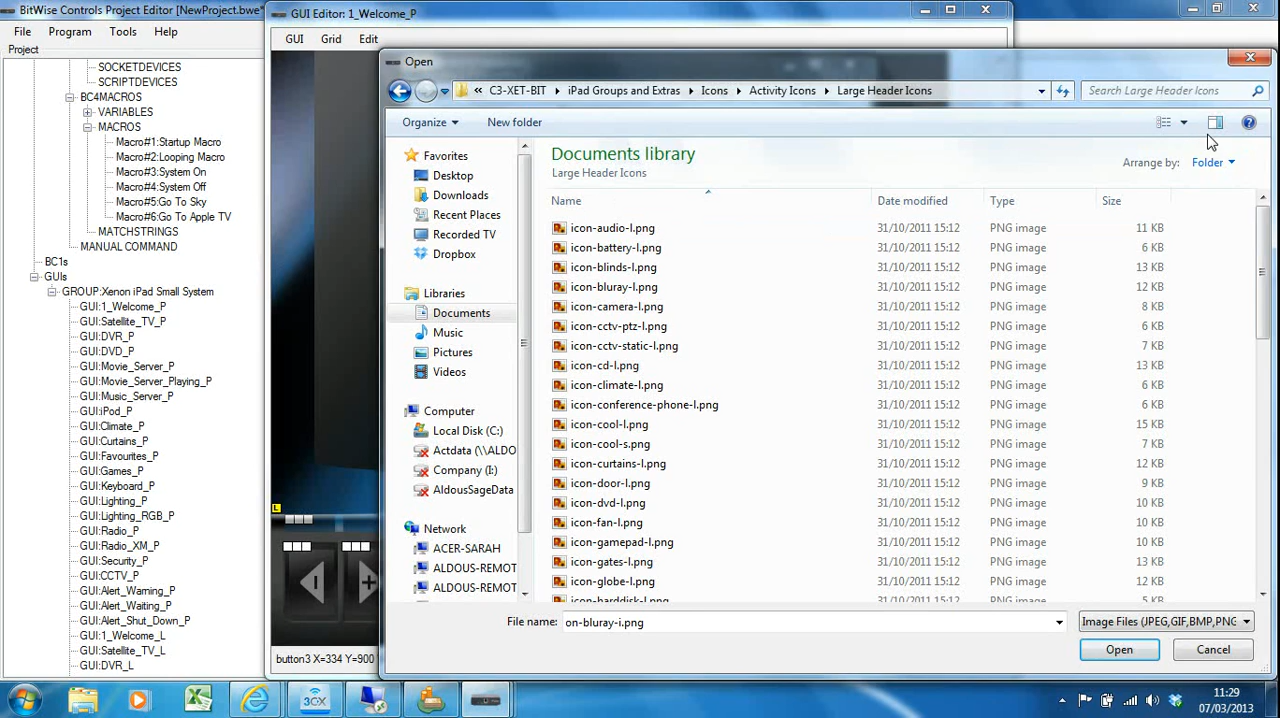 BitWise Controls Project Editor [NewProject.bwe*
File Program Tools Help
Project
SOCKETDEVICES
SCRIPTDEVICES
BC4MACROS
VARIABLES
MACROS
Macro#1:Startup Macro
Macro#2:Looping Macro
Macro#3:System On
Macro#4:System Off
Macro#5:Go To Sky
Macro#6:Go To Apple TV
MATCHSTRINGS
MANUAL COMMAND
BC1s
GUIs
GROUP:Xenon iPad Small System
GUI:1_Welcome_P
GUI:Satellite_TV_P
GUI:DVR_P
GUI:DVD_P
GUI:Movie_Server_P
GUI:Movie_Server_Playing_P
GUI:Music_Server_P
GUI:iPod_P
GUI:Climate_P
GUI:Curtains_P
GUI:Favourites_P
GUI:Games_P
GUI:Keyboard_P
GUI:Lighting_P
GUI:Lighting_RGB_P
GUI:Radio_P
GUI:Radio_XM_P
GUI:Security_P
GUI:CCTV_P
GUI:Alert_Warning_P
GUI:Alert_Waiting_P
GUI:Alert_Shut_Down_P
GUI:1_Welcome_L
GUI:Satellite_TV_L
GUI:DVR_L
GUI Editor: 1_Welcome_P
GUI Grid Edit
L
button3 X=334 Y=900
Open
« C3-XET-BIT iPad Groups and Extras Icons Activity Icons Large Header Icons
Search Large Header Icons
Organize New folder
Favorites
Desktop
Downloads
Recent Places
Recorded TV
Dropbox
Libraries
Documents
Music
Pictures
Videos
Computer
Local Disk (C:)
Actdata (\\ALDO
Company (I:)
AldousSageData
Network
ACER-SARAH
ALDOUS-REMOT
ALDOUS-REMOT
Documents library
Large Header Icons
Arrange by: Folder
Name Date modified Type Size
icon-audio-l.png 31/10/2011 15:12 PNG image 11 KB
icon-battery-l.png 31/10/2011 15:12 PNG image 6 KB
icon-blinds-l.png 31/10/2011 15:12 PNG image 13 KB
icon-bluray-l.png 31/10/2011 15:12 PNG image 12 KB
icon-camera-l.png 31/10/2011 15:12 PNG image 8 KB
icon-cctv-ptz-l.png 31/10/2011 15:12 PNG image 6 KB
icon-cctv-static-l.png 31/10/2011 15:12 PNG image 7 KB
icon-cd-l.png 31/10/2011 15:12 PNG image 13 KB
icon-climate-l.png 31/10/2011 15:12 PNG image 6 KB
icon-conference-phone-l.png 31/10/2011 15:12 PNG image 6 KB
icon-cool-l.png 31/10/2011 15:12 PNG image 15 KB
icon-cool-s.png 31/10/2011 15:12 PNG image 7 KB
icon-curtains-l.png 31/10/2011 15:12 PNG image 12 KB
icon-door-l.png 31/10/2011 15:12 PNG image 9 KB
icon-dvd-l.png 31/10/2011 15:12 PNG image 13 KB
icon-fan-l.png 31/10/2011 15:12 PNG image 10 KB
icon-gamepad-l.png 31/10/2011 15:12 PNG image 10 KB
icon-gates-l.png 31/10/2011 15:12 PNG image 13 KB
icon-globe-l.png 31/10/2011 15:12 PNG image 12 KB
icon-harddisk-l.png 31/10/2011 15:12 PNG image 5 KB
File name: on-bluray-i.png
Image Files (JPEG,GIF,BMP,PNG
Open Cancel
3CX
11:29
07/03/2013